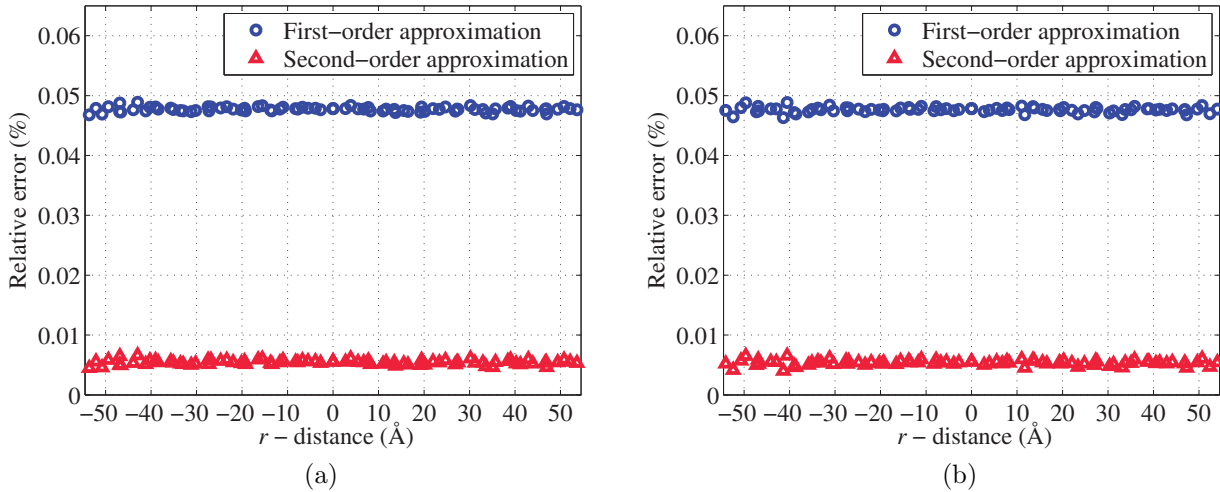 First−order approximation
Second−order approximation
0.06
0.05
0.04
0.03
0.02
0.01
0
Relative error (%)
−50 −40 −30 −20 −10 0 10 20 30 40 50
r − distance (Å)
(a)
First−order approximation
Second−order approximation
0.06
0.05
0.04
0.03
0.02
0.01
0
Relative error (%)
−50 −40 −30 −20 −10 0 10 20 30 40 50
r − distance (Å)
(b)